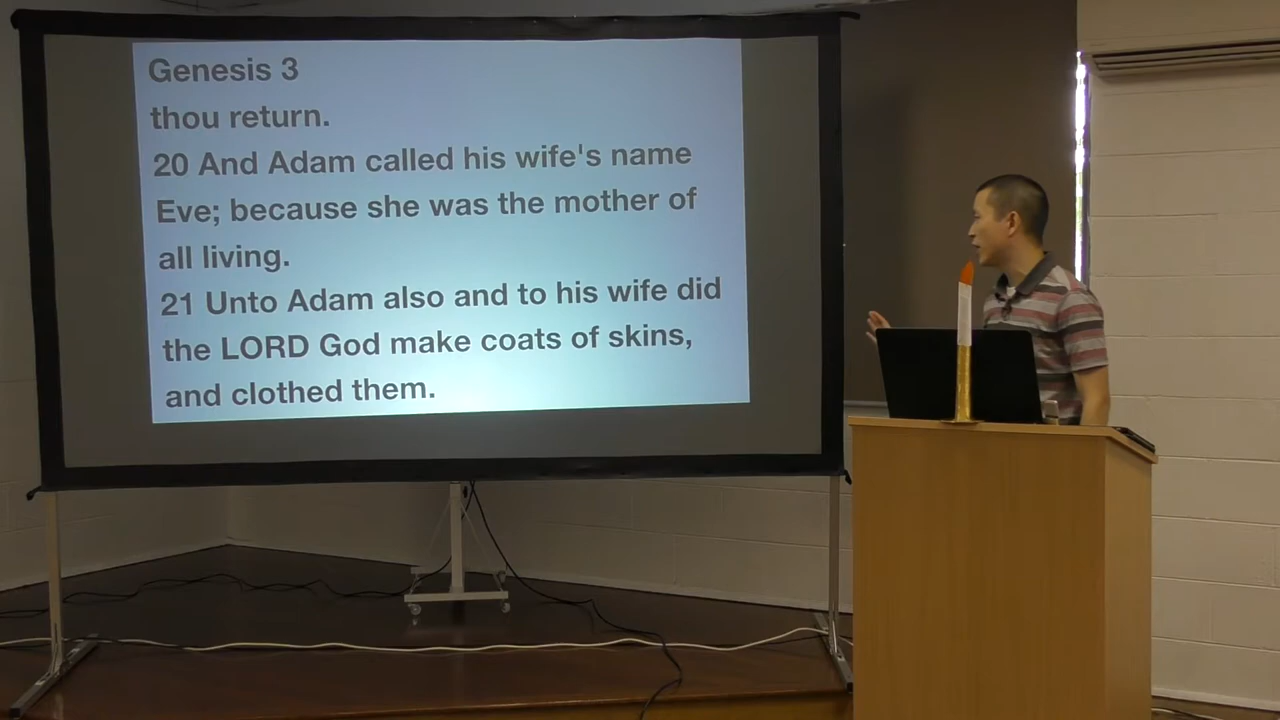 Genesis 3
thou return.
20 And Adam called his wife's name
Eve; because she was the mother of
all living.
21 Unto Adam also and to his wife did
the LORD God make coats of skins,
and clothed them.